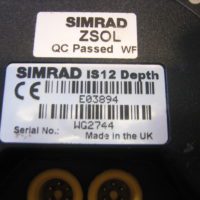 SIMRAD
ZSOL
QC Passed WF
SIMRAD IS12 Depth
CE
E03894
Serial No.: WG2744
Made in the UK